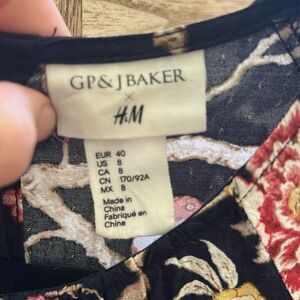 GP & J BAKER
×
H&M
EUR 40
US 8
CA 8
CN 170/92A
MX 8
Made in
China
Fabriqué en
Chine